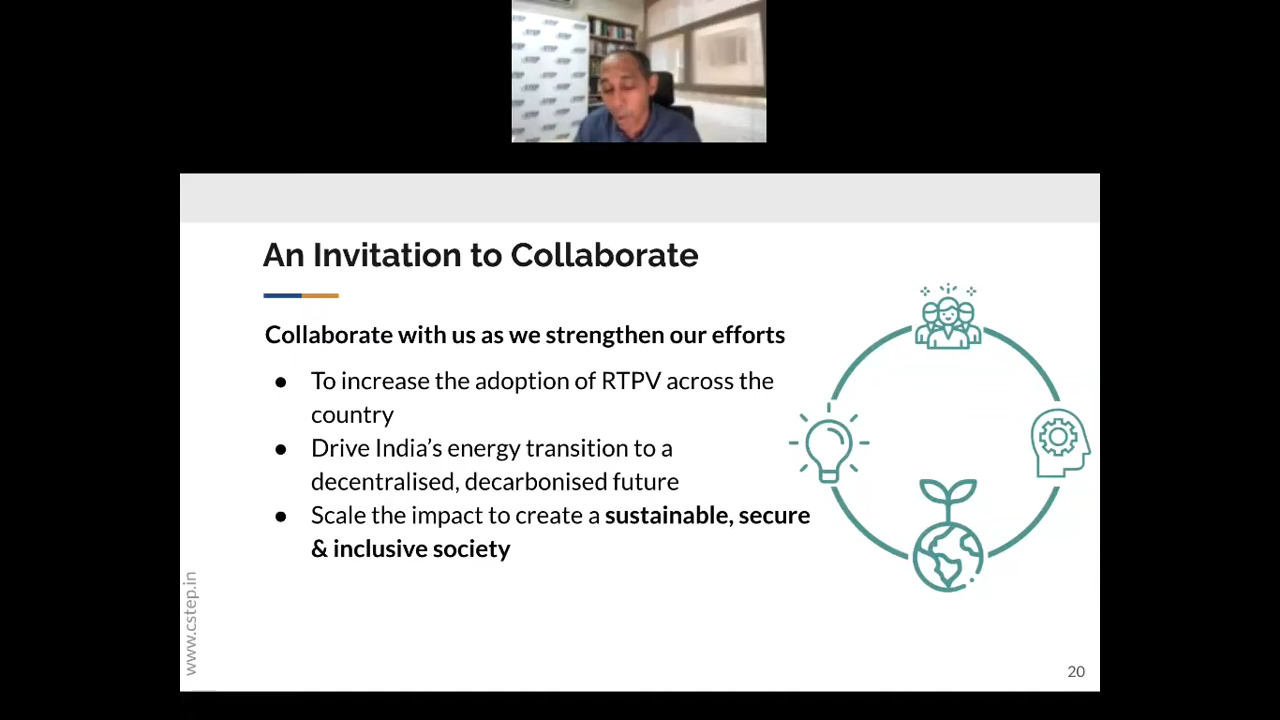 An Invitation to Collaborate
Collaborate with us as we strengthen our efforts
● To increase the adoption of RTPV across the
country
● Drive India’s energy transition to a
decentralised, decarbonised future
● Scale the impact to create a sustainable, secure
& inclusive society
www.cstep.in
20